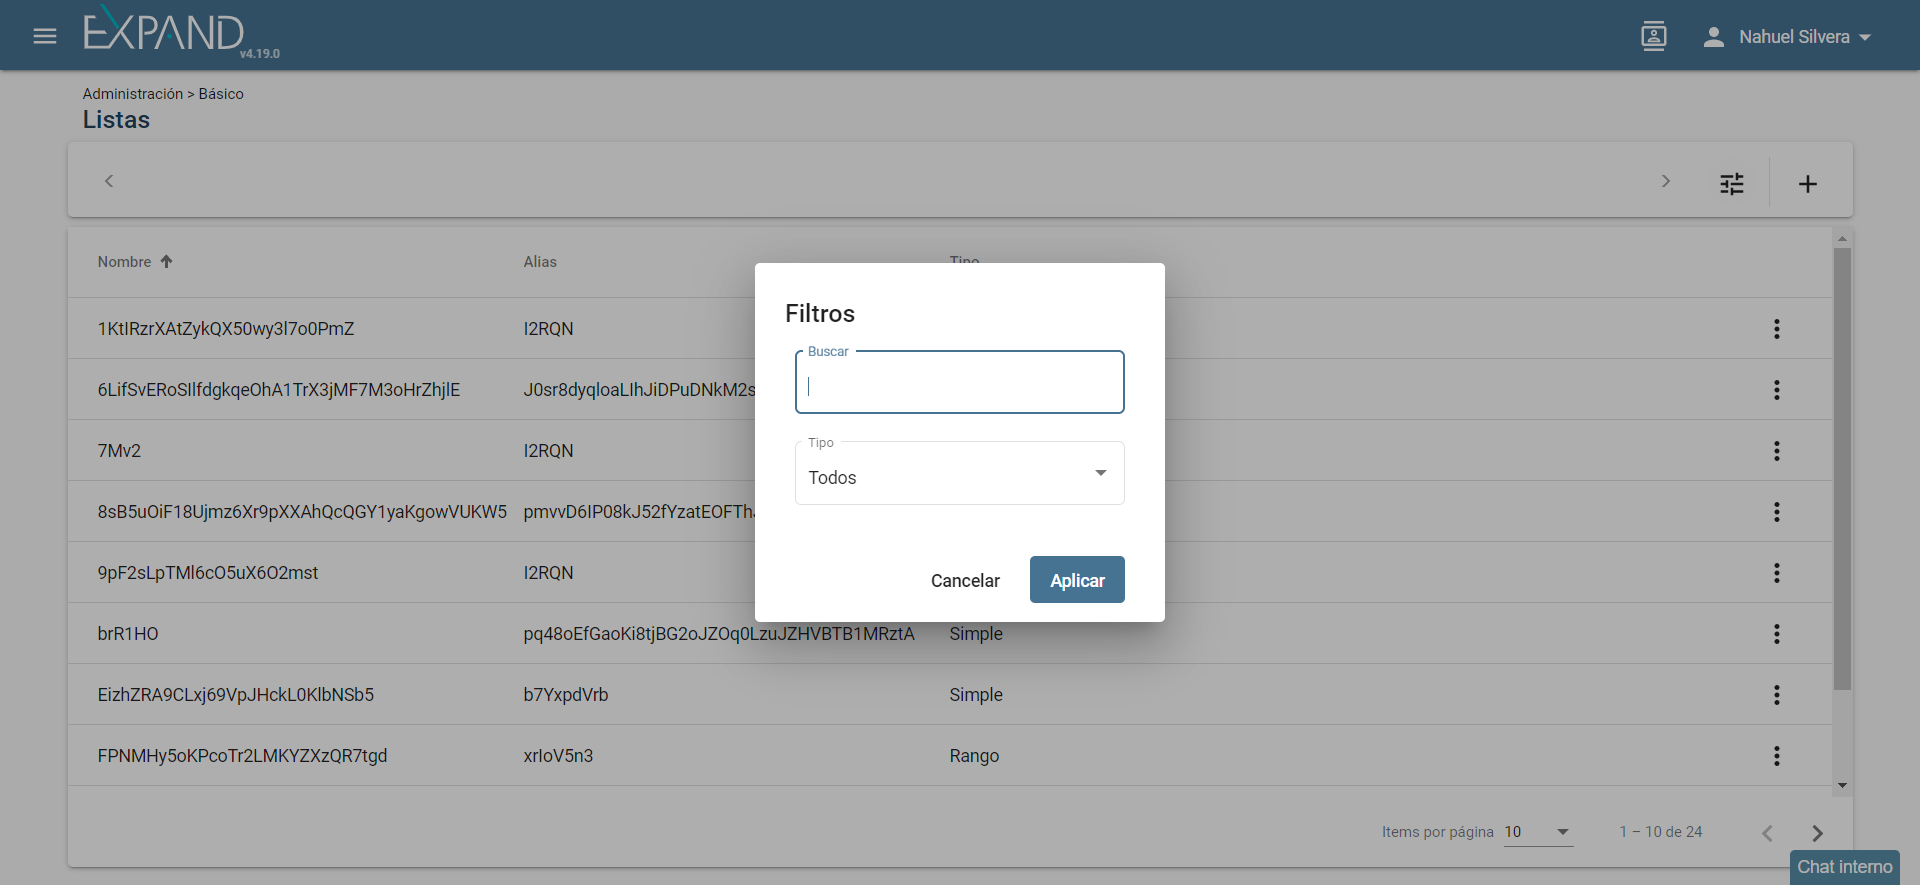 EXPAND
v4.19.0
Nahuel Silvera
Administración > Básico
Listas
Nombre Alias Tipo
1KtIRzrXAtZykQX50wy3l7o0PmZ I2RQN
6LifSvERoSIlfdgkqeOhA1TrX3jMF7M3oHrZhjlE J0sr8dyqloaLIhJiDPuDNkM2s
7Mv2 I2RQN
8sB5uOiF18Ujmz6Xr9pXXAhQcQGY1yaKgowVUKW5 pmvvD6IP08kJ52fYzatEOFTh
9pF2sLpTMl6cO5uX6O2mst I2RQN
brR1HO pq48oEfGaoKi8tjBG2oJZOq0LzuJZHVBTB1MRztA Simple
EizhZRA9CLxj69VpJHckL0KlbNSb5 b7YxpdVrb Simple
FPNMHy5oKPcoTr2LMKYZXzQR7tgd xrIoV5n3 Rango
Filtros
Buscar
Tipo
Todos
Cancelar Aplicar
Items por página 10 1 – 10 de 24
Chat interno